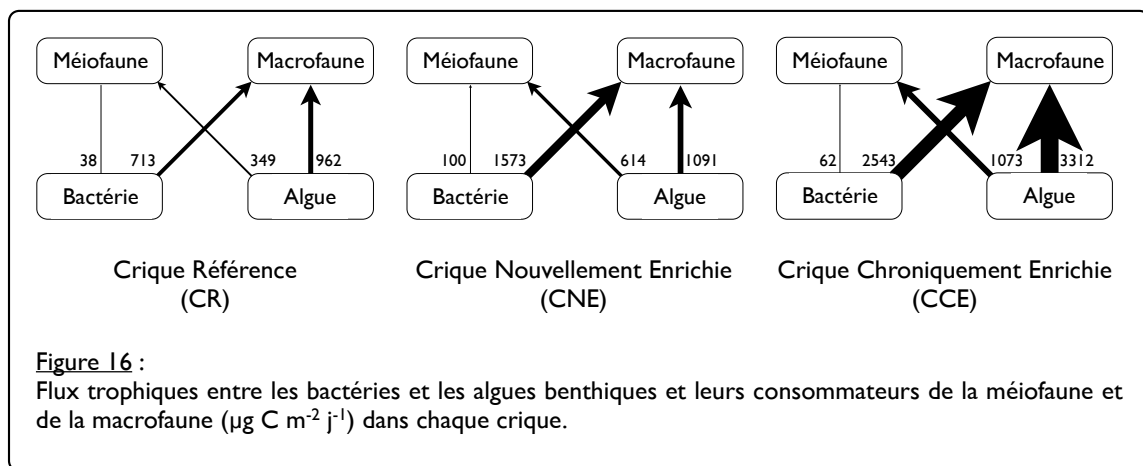 Méiofaune Macrofaune Méiofaune Macrofaune Méiofaune Macrofaune
38 713 349 962 100 1573 614 1091 62 2543 1073 3312
Bactérie Algue Bactérie Algue Bactérie Algue
Crique Référence Crique Nouvellement Enrichie Crique Chroniquement Enrichie
(CR) (CNE) (CCE)
Figure 16 :
Flux trophiques entre les bactéries et les algues benthiques et leurs consommateurs de la méiofaune et
de la macrofaune (µg C m⁻² j⁻¹) dans chaque crique.